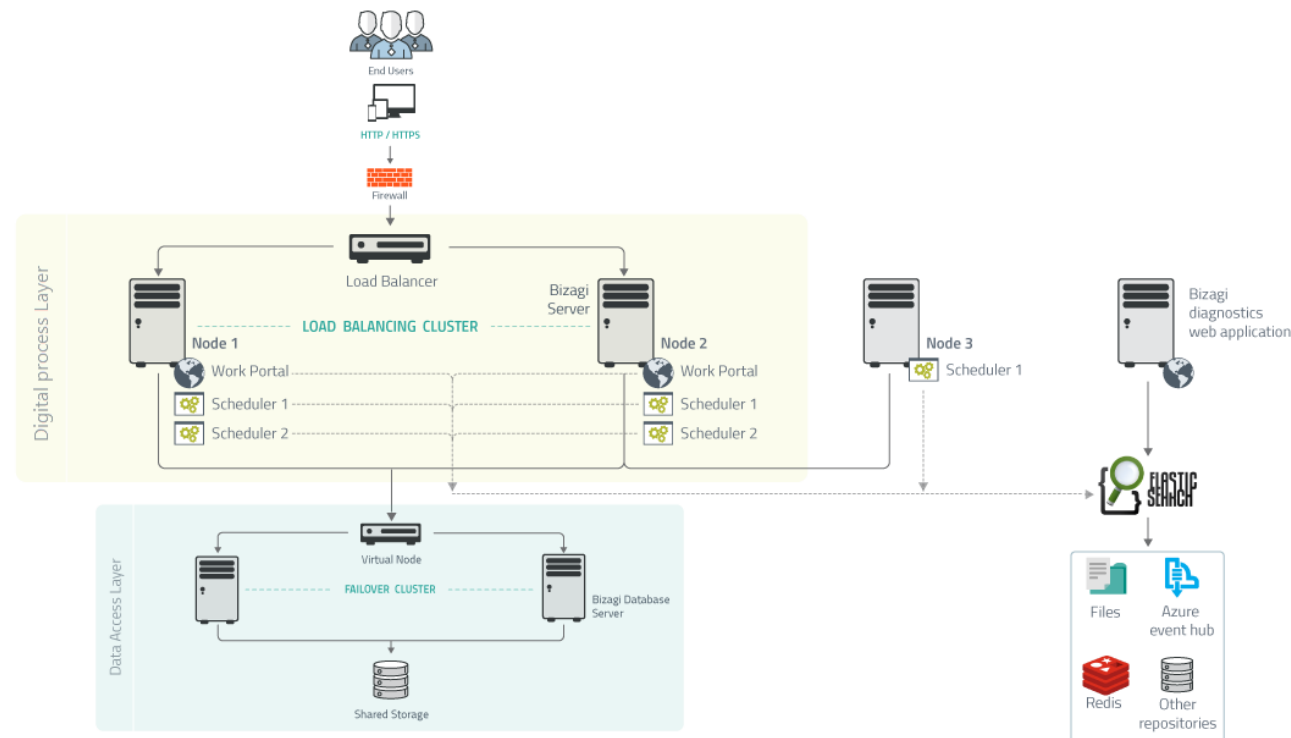 End Users
HTTP / HTTPS
Firewall
Digital process Layer
Load Balancer
Bizagi
Server
LOAD BALANCING CLUSTER
Node 1
Work Portal
Scheduler 1
Scheduler 2
Node 2
Work Portal
Scheduler 1
Scheduler 2
Node 3
Scheduler 1
Bizagi
diagnostics
web application
ELASTIC
SEARCH
Data Access Layer
Virtual Node
FAILOVER CLUSTER
Bizagi Database
Server
Shared Storage
Files
Azure
event hub
Redis
Other
repositories